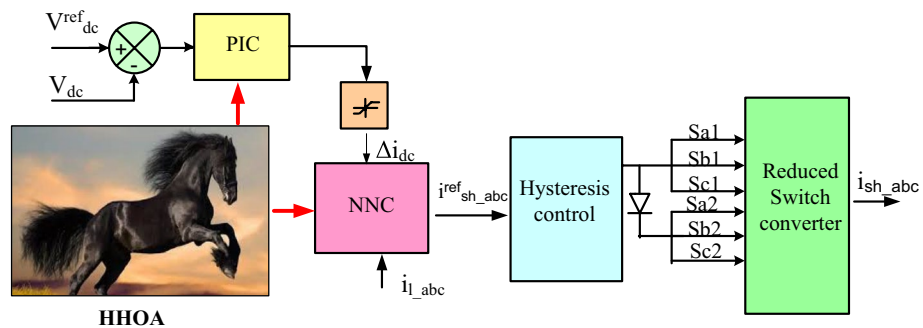 V^ref_dc
+
-
V_dc
PIC
Δi_dc
HHOA
NNC
i_l_abc
i^ref_sh_abc
Hysteresis
control
Sa1
Sb1
Sc1
Sa2
Sb2
Sc2
Reduced
Switch
converter
i_sh_abc